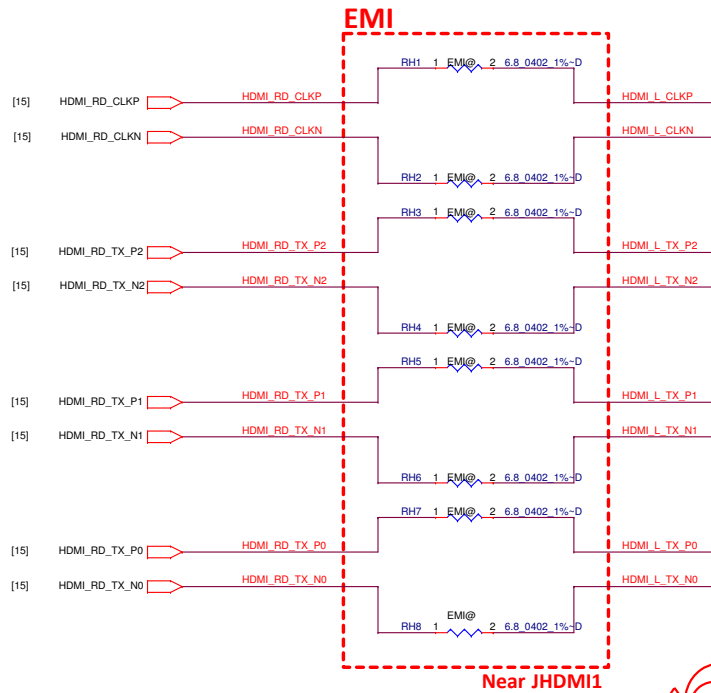 EMI
RH1 1 EMI@ 2 6.8_0402_1%~D
[15] HDMI_RD_CLKP HDMI_RD_CLKP HDMI_L_CLKP
[15] HDMI_RD_CLKN HDMI_RD_CLKN HDMI_L_CLKN
RH2 1 EMI@ 2 6.8_0402_1%~D
RH3 1 EMI@ 2 6.8_0402_1%~D
[15] HDMI_RD_TX_P2 HDMI_RD_TX_P2 HDMI_L_TX_P2
[15] HDMI_RD_TX_N2 HDMI_RD_TX_N2 HDMI_L_TX_N2
RH4 1 EMI@ 2 6.8_0402_1%~D
RH5 1 EMI@ 2 6.8_0402_1%~D
[15] HDMI_RD_TX_P1 HDMI_RD_TX_P1 HDMI_L_TX_P1
[15] HDMI_RD_TX_N1 HDMI_RD_TX_N1 HDMI_L_TX_N1
RH6 1 EMI@ 2 6.8_0402_1%~D
RH7 1 EMI@ 2 6.8_0402_1%~D
[15] HDMI_RD_TX_P0 HDMI_RD_TX_P0 HDMI_L_TX_P0
[15] HDMI_RD_TX_N0 HDMI_RD_TX_N0 HDMI_L_TX_N0
EMI@
RH8 1 2 6.8_0402_1%~D
Near JHDMI1